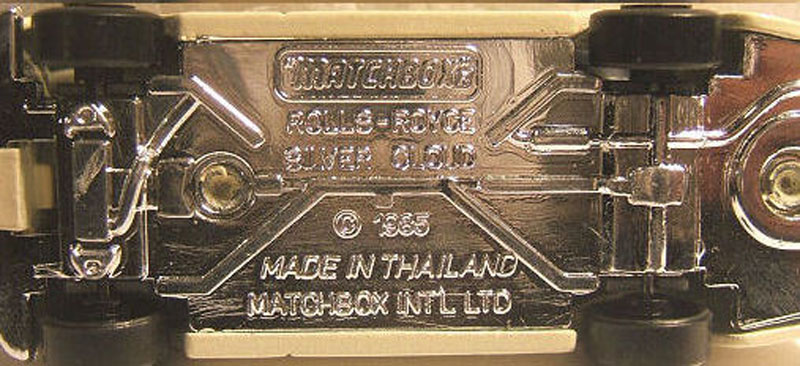 "MATCHBOX"®
ROLLS-ROYCE
SILVER CLOUD
© 1985
MADE IN THAILAND
MATCHBOX INT'L LTD